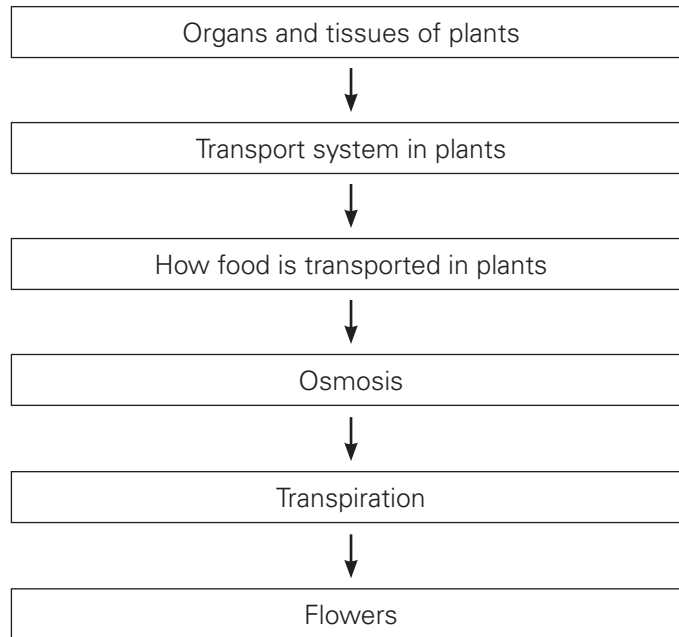 Organs and tissues of plants
Transport system in plants
How food is transported in plants
Osmosis
Transpiration
Flowers